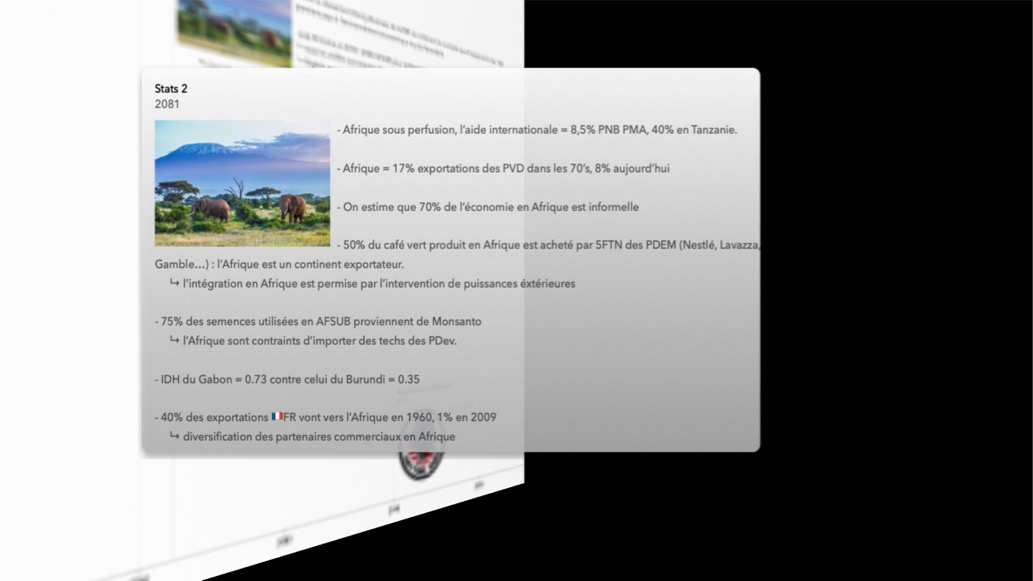 Stats 2
2081
- Afrique sous perfusion, l'aide internationale = 8,5% PNB PMA, 40% en Tanzanie.
- Afrique = 17% exportations des PVD dans les 70's, 8% aujourd'hui
- On estime que 70% de l'économie en Afrique est informelle
- 50% du café vert produit en Afrique est acheté par 5FTN des PDEM (Nestlé, Lavazza,
Gamble...) : l'Afrique est un continent exportateur.
↳ l'intégration en Afrique est permise par l'intervention de puissances éxtérieures
- 75% des semences utilisées en AFSUB proviennent de Monsanto
↳ l'Afrique sont contraints d'importer des techs des PDev.
- IDH du Gabon = 0.73 contre celui du Burundi = 0.35
- 40% des exportations 🇫🇷FR vont vers l'Afrique en 1960, 1% en 2009
↳ diversification des partenaires commerciaux en Afrique